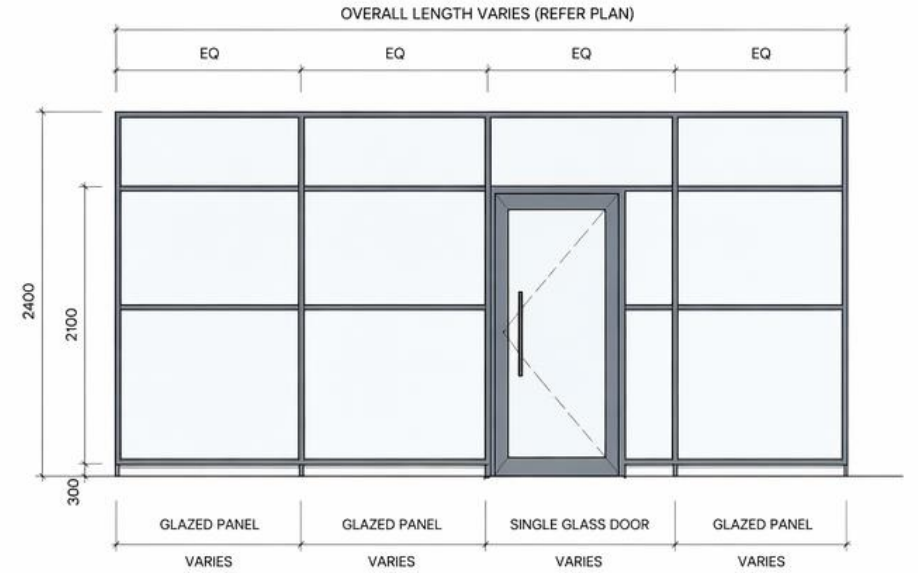 OVERALL LENGTH VARIES (REFER PLAN)
EQ EQ EQ EQ
2400
2100
300
GLAZED PANEL GLAZED PANEL SINGLE GLASS DOOR GLAZED PANEL
VARIES VARIES VARIES VARIES